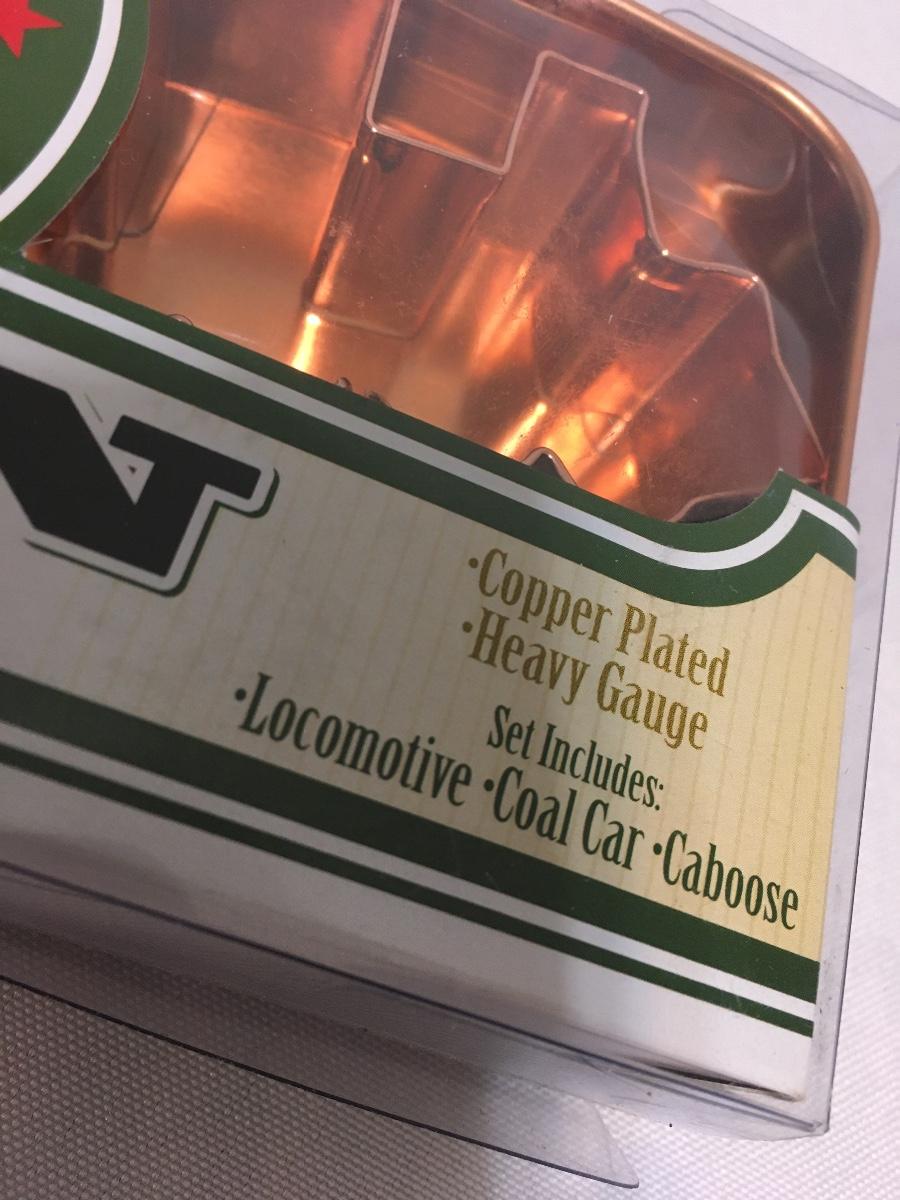 N
·Copper Plated
·Heavy Gauge
Set Includes:
·Locomotive ·Coal Car ·Caboose